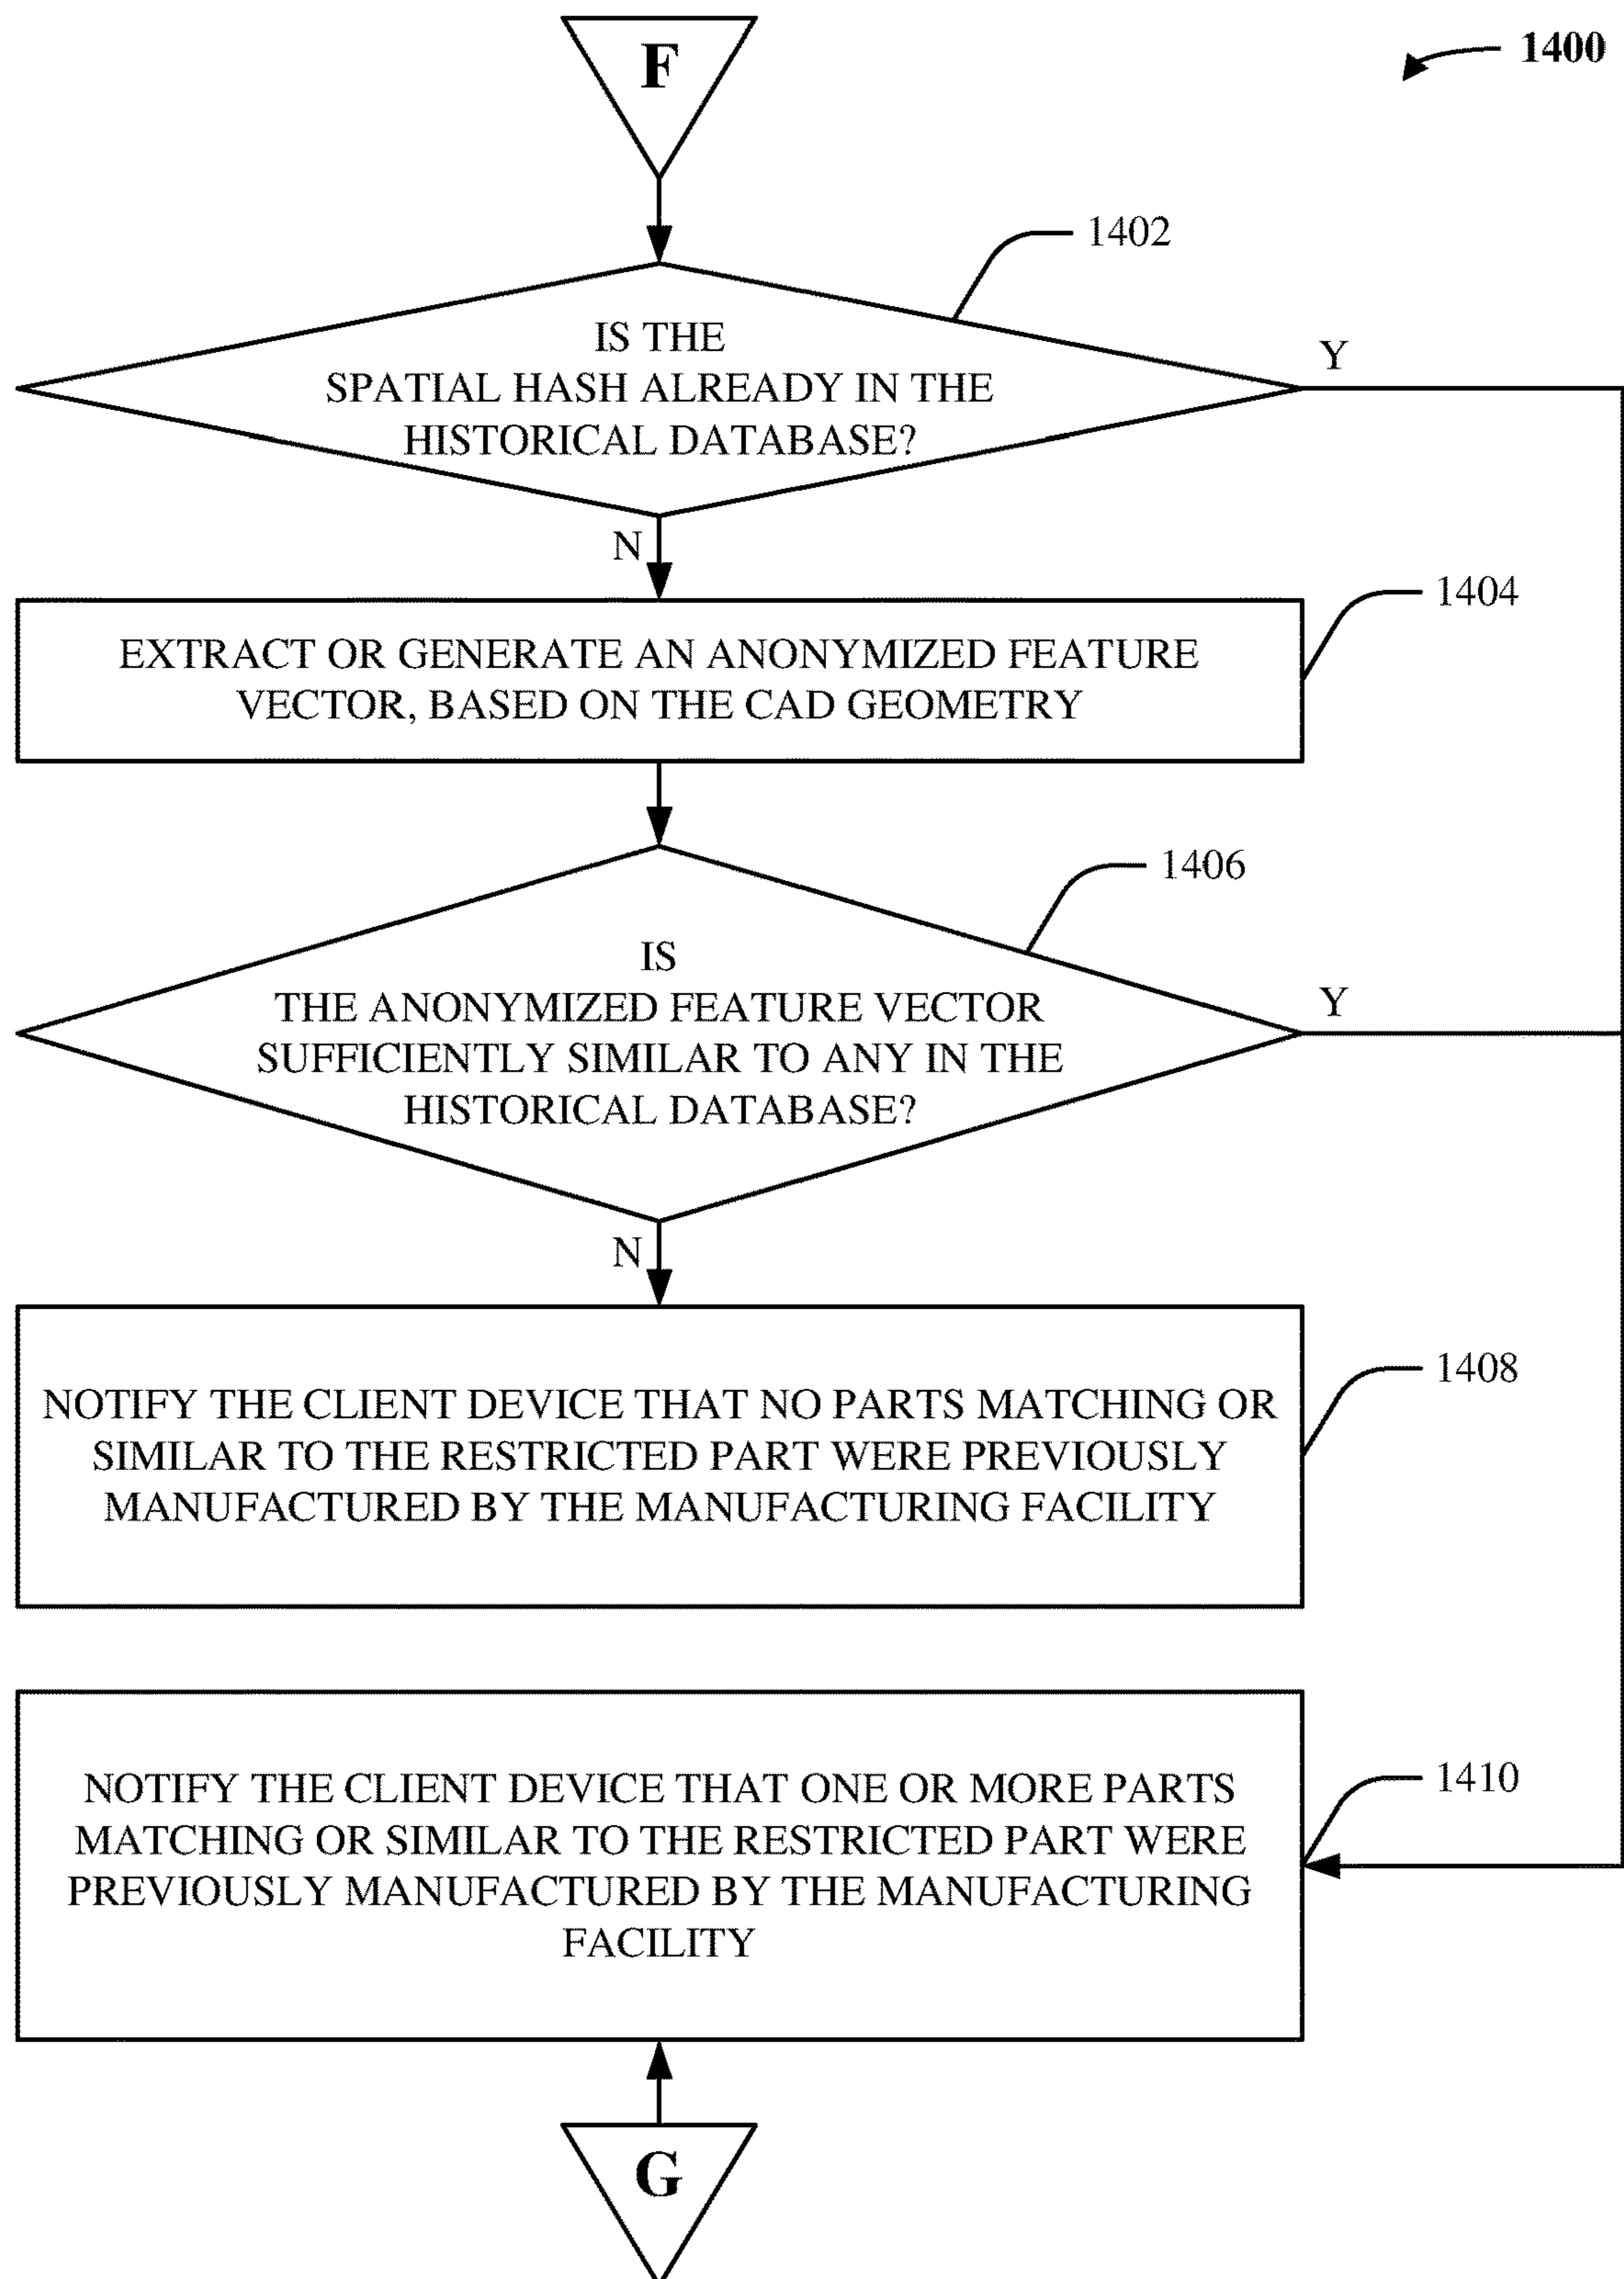 F
1400
1402
IS THE
SPATIAL HASH ALREADY IN THE
HISTORICAL DATABASE?
Y
N
1404
EXTRACT OR GENERATE AN ANONYMIZED FEATURE
VECTOR, BASED ON THE CAD GEOMETRY
1406
IS
THE ANONYMIZED FEATURE VECTOR
SUFFICIENTLY SIMILAR TO ANY IN THE
HISTORICAL DATABASE?
Y
N
1408
NOTIFY THE CLIENT DEVICE THAT NO PARTS MATCHING OR
SIMILAR TO THE RESTRICTED PART WERE PREVIOUSLY
MANUFACTURED BY THE MANUFACTURING FACILITY
1410
NOTIFY THE CLIENT DEVICE THAT ONE OR MORE PARTS
MATCHING OR SIMILAR TO THE RESTRICTED PART WERE
PREVIOUSLY MANUFACTURED BY THE MANUFACTURING
FACILITY
G